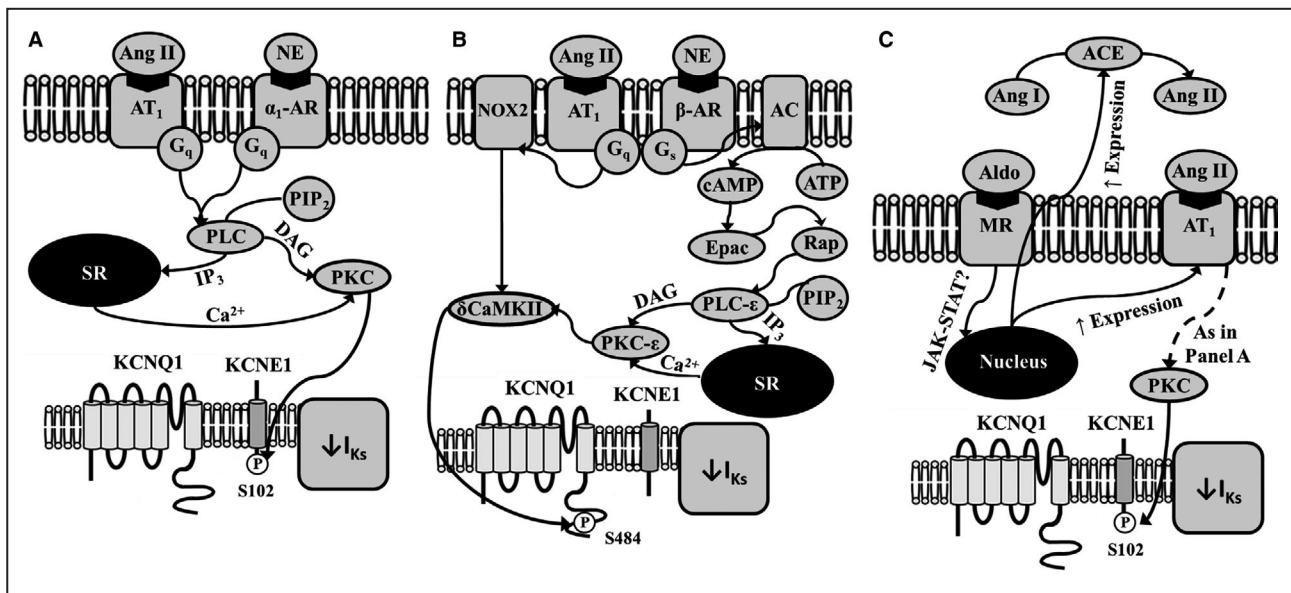 A
Ang II
NE
AT₁
α₁-AR
Gq
Gq
PIP₂
PLC
DAG
IP₃
SR
PKC
Ca²⁺
KCNQ1
KCNE1
P
S102
↓IKs
B
Ang II
NE
NOX2
AT₁
β-AR
AC
Gq
Gs
cAMP
ATP
Epac
Rap
DAG
PLC-ε
PIP₂
IP₃
δCaMKII
PKC-ε
Ca²⁺
SR
KCNQ1
KCNE1
P
S484
↓IKs
C
ACE
Ang I
Ang II
↑ Expression
Aldo
Ang II
MR
AT₁
JAK-STAT?
↑ Expression
Nucleus
As in
Panel A
PKC
KCNQ1
KCNE1
P
S102
↓IKs